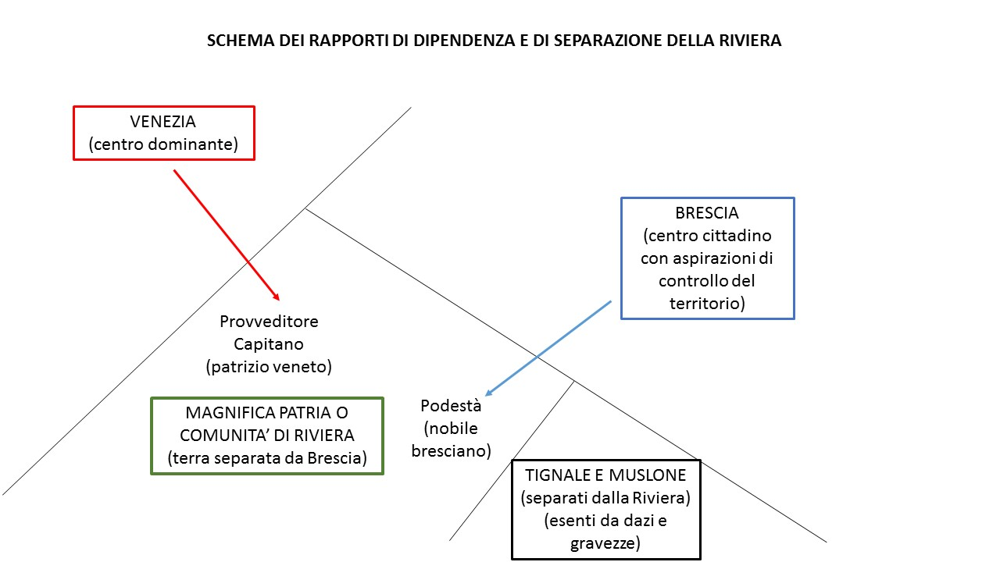 SCHEMA DEI RAPPORTI DI DIPENDENZA E DI SEPARAZIONE DELLA RIVIERA
VENEZIA
(centro dominante)
BRESCIA
(centro cittadino
con aspirazioni di
controllo del
territorio)
Provveditore
Capitano
(patrizio veneto)
MAGNIFICA PATRIA O
COMUNITA’ DI RIVIERA
(terra separata da Brescia)
Podestà
(nobile
bresciano)
TIGNALE E MUSLONE
(separati dalla Riviera)
(esenti da dazi e
gravezze)